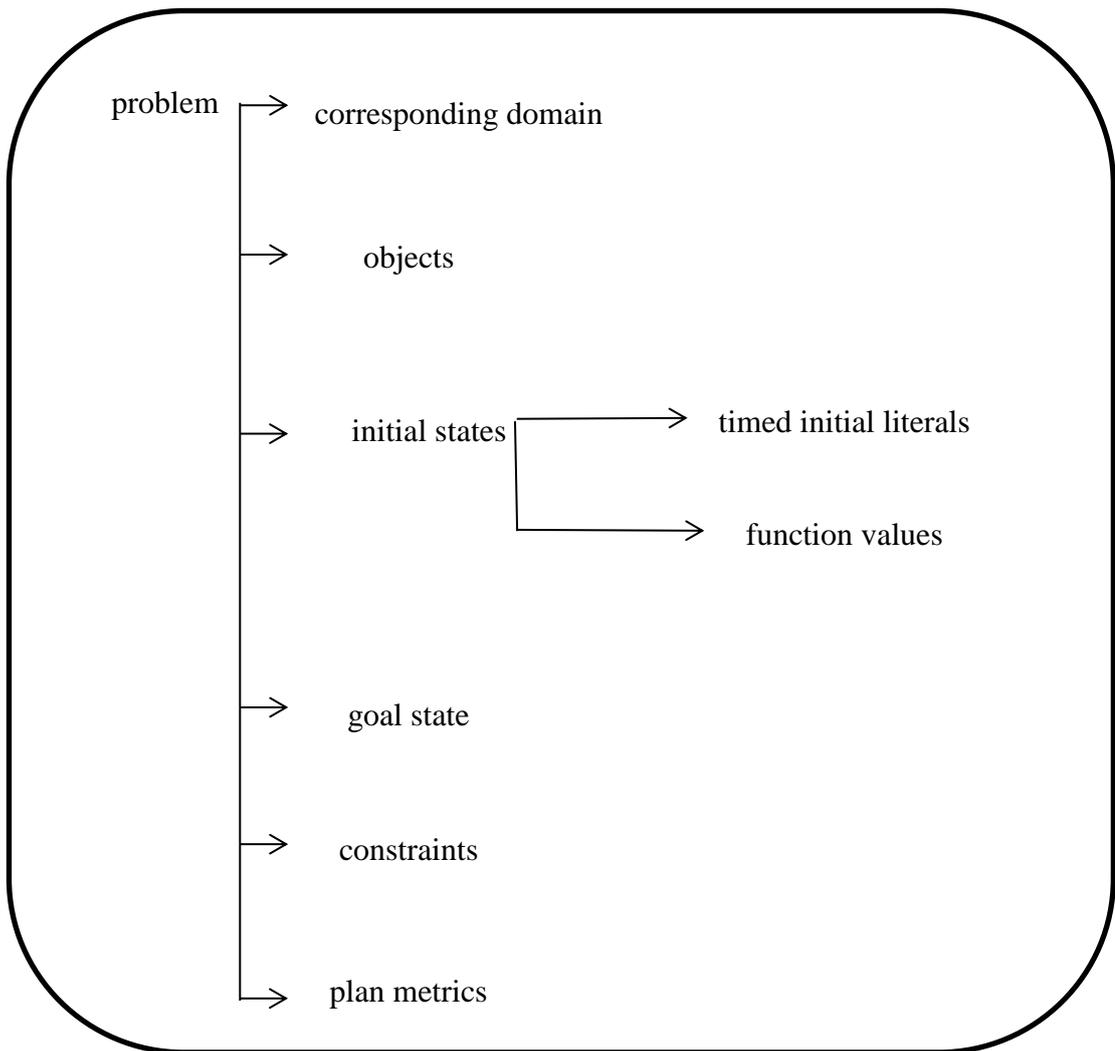 problem
corresponding domain
objects
initial states
timed initial literals
function values
goal state
constraints
plan metrics